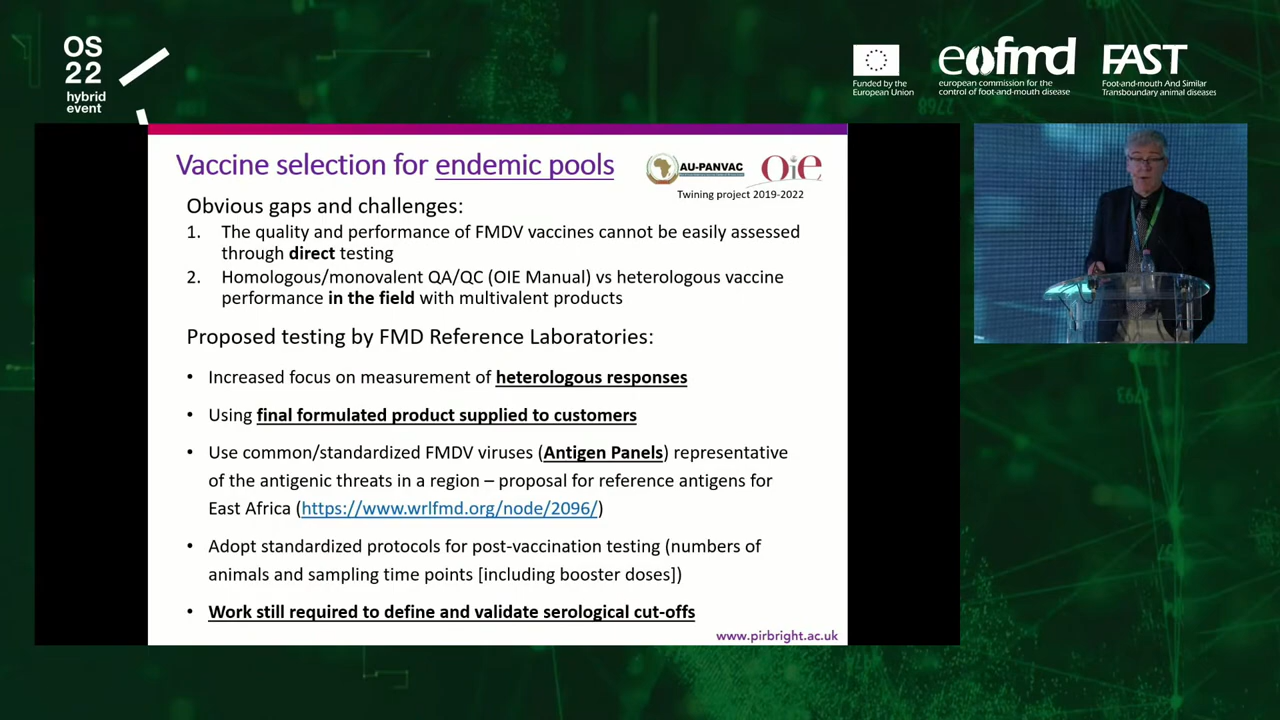 OS
22
hybrid
event
Funded by the
European Union
eofmd
european commission for the
control of foot-and-mouth disease
FAST
Foot-and-mouth And Similar
Transboundary animal diseases
Vaccine selection for endemic pools
AU-PANVAC
OiE
Twining project 2019-2022
Obvious gaps and challenges:
1. The quality and performance of FMDV vaccines cannot be easily assessed
through direct testing
2. Homologous/monovalent QA/QC (OIE Manual) vs heterologous vaccine
performance in the field with multivalent products
Proposed testing by FMD Reference Laboratories:
• Increased focus on measurement of heterologous responses
• Using final formulated product supplied to customers
• Use common/standardized FMDV viruses (Antigen Panels) representative
of the antigenic threats in a region – proposal for reference antigens for
East Africa (https://www.wrlfmd.org/node/2096/)
• Adopt standardized protocols for post-vaccination testing (numbers of
animals and sampling time points [including booster doses])
• Work still required to define and validate serological cut-offs
www.pirbright.ac.uk